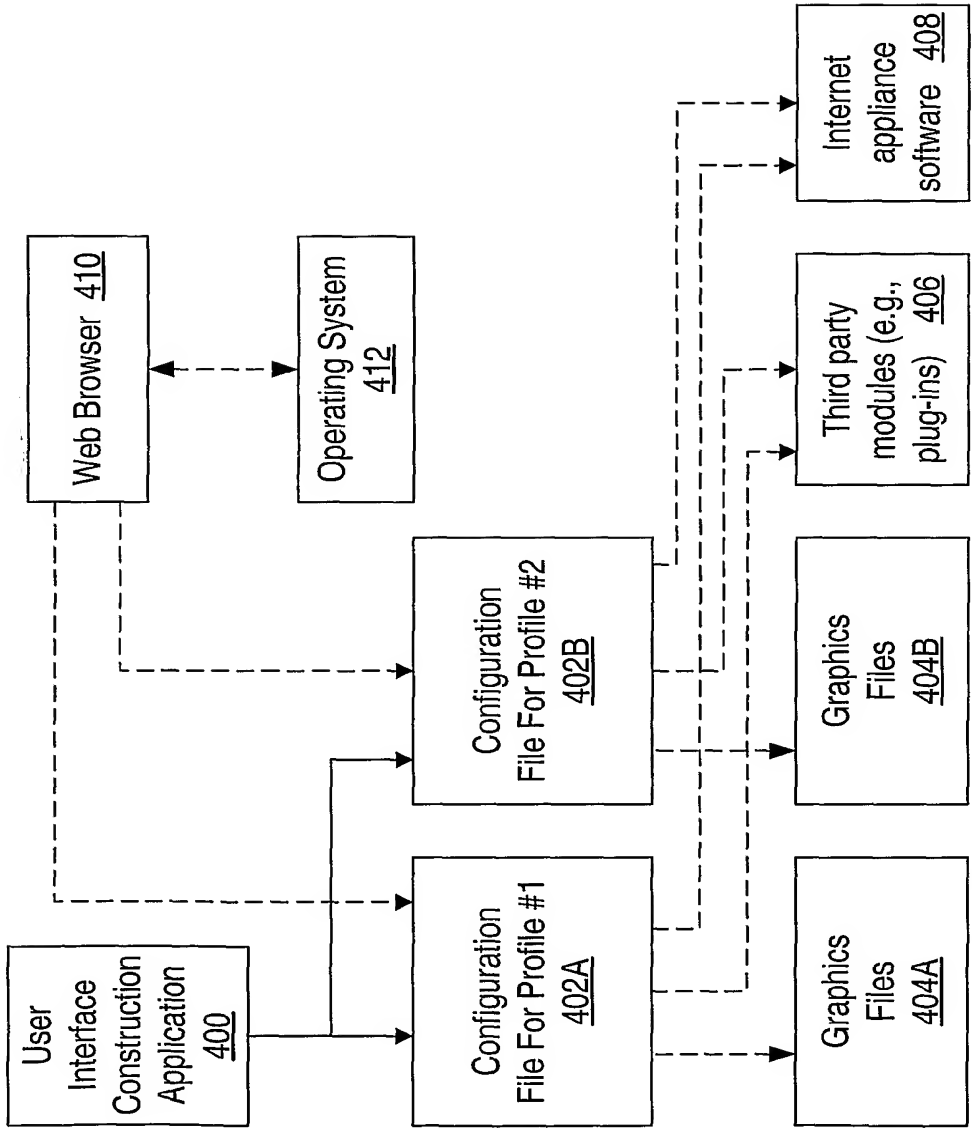 User
Interface
Construction
Application
400
Web Browser 410
Operating System
412
Configuration
File For Profile #1
402A
Configuration
File For Profile #2
402B
Graphics
Files
404A
Graphics
Files
404B
Third party
modules (e.g.,
plug-ins) 406
Internet
appliance
software 408